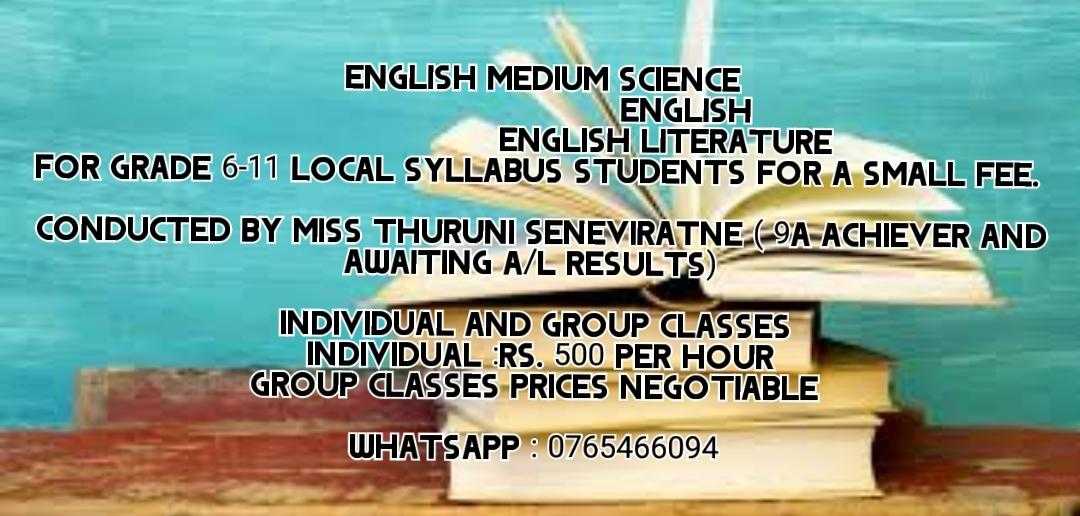 ENGLISH MEDIUM SCIENCE
ENGLISH
ENGLISH LITERATURE
FOR GRADE 6-11 LOCAL SYLLABUS STUDENTS FOR A SMALL FEE.
CONDUCTED BY MISS THURUNI SENEVIRATNE ( 9A ACHIEVER AND
AWAITING A/L RESULTS)
INDIVIDUAL AND GROUP CLASSES
INDIVIDUAL :RS. 500 PER HOUR
GROUP CLASSES PRICES NEGOTIABLE
WHATSAPP : 0765466094